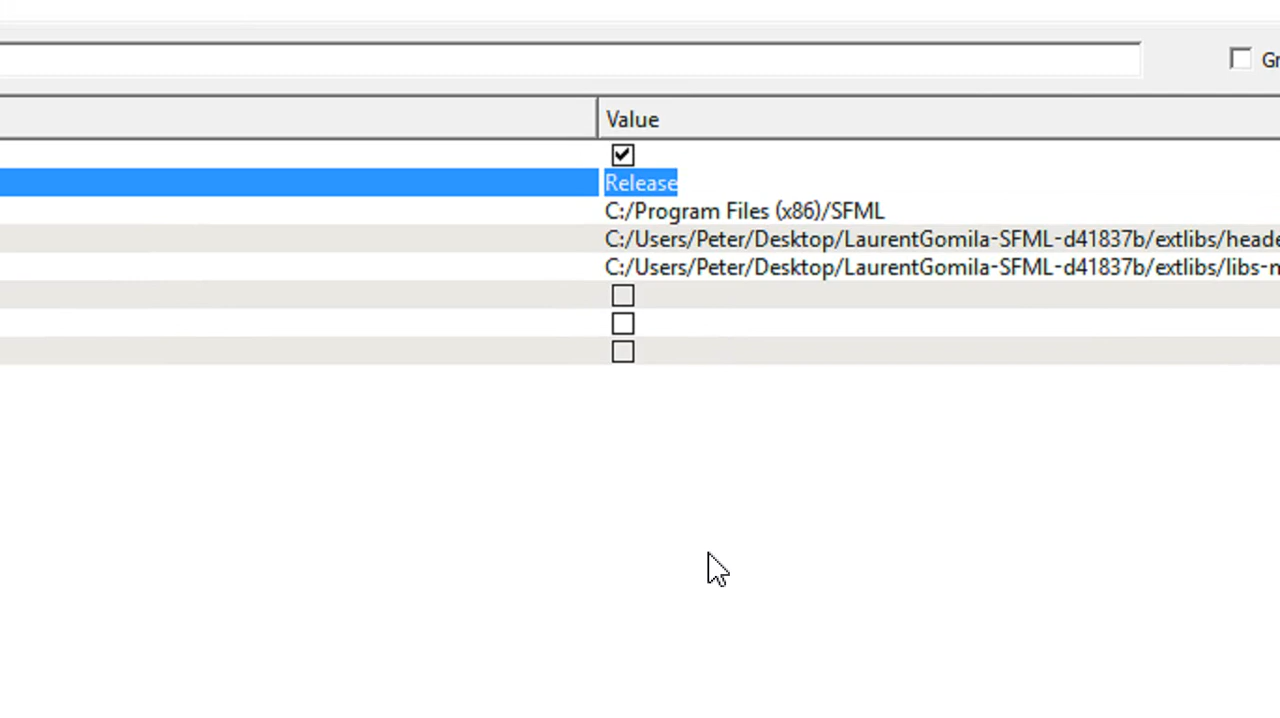 Gr
Value
Release
C:/Program Files (x86)/SFML
C:/Users/Peter/Desktop/LaurentGomila-SFML-d41837b/extlibs/heade
C:/Users/Peter/Desktop/LaurentGomila-SFML-d41837b/extlibs/libs-m